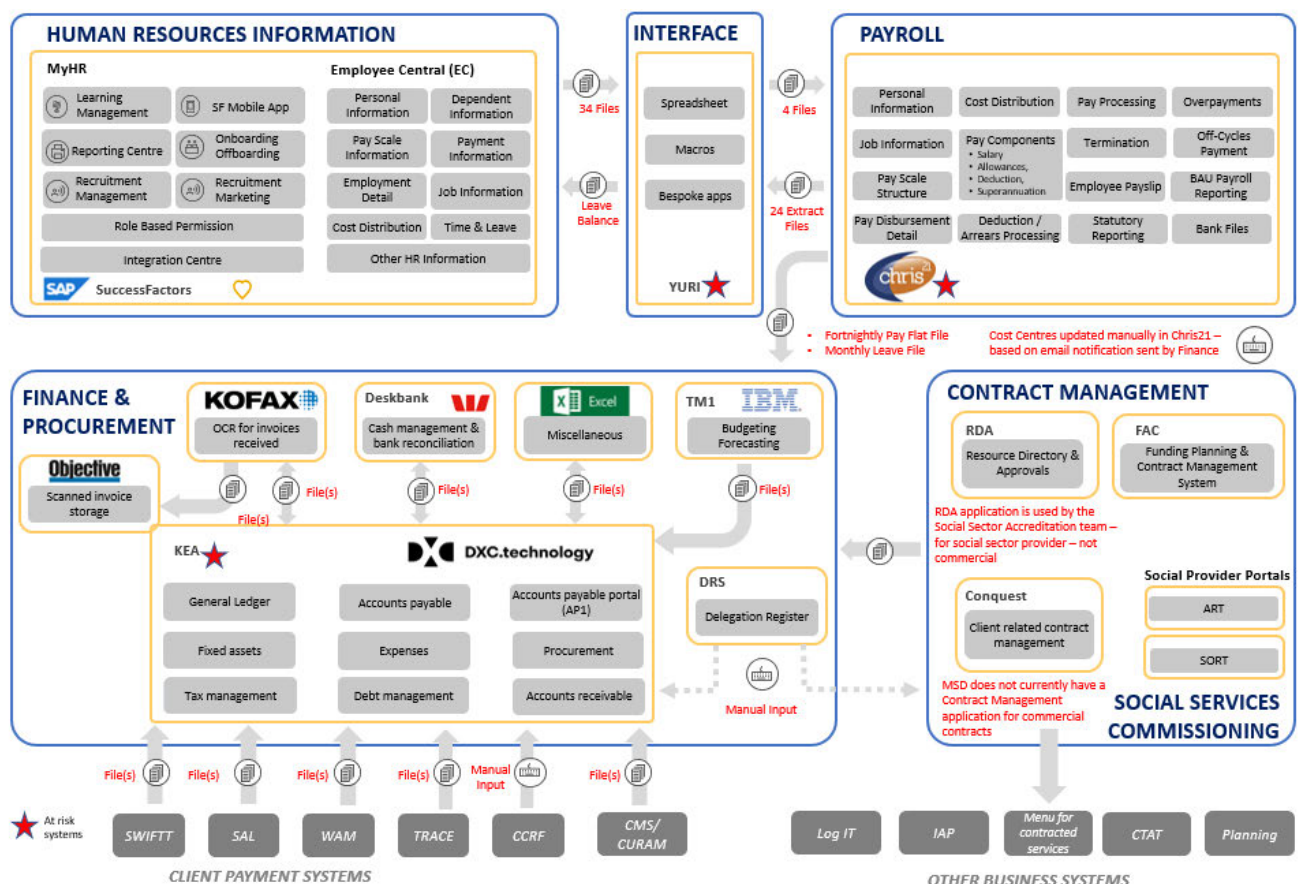 HUMAN RESOURCES INFORMATION
MyHR
Learning
Management
SF Mobile App
Reporting Centre
Onboarding
Offboarding
Recruitment
Management
Recruitment
Marketing
Role Based Permission
Integration Centre
SAP SuccessFactors
Employee Central (EC)
Personal
Information
Dependent
Information
Pay Scale
Information
Payment
Information
Employment
Detail
Job Information
Cost Distribution
Time & Leave
Other HR Information
34 Files
Leave
Balance
INTERFACE
Spreadsheet
Macros
Bespoke apps
YURI
4 Files
24 Extract
Files
PAYROLL
Personal
Information
Cost Distribution
Pay Processing
Overpayments
Job Information
Pay Components
• Salary
• Allowances,
• Deduction,
• Superannuation
Termination
Off-Cycles
Payment
Pay Scale
Structure
Employee Payslip
BAU Payroll
Reporting
Pay Disbursement
Detail
Deduction /
Arrears Processing
Statutory
Reporting
Bank Files
chris21
• Fortnightly Pay Flat File
• Monthly Leave File
Cost Centres updated manually in Chris21 –
based on email notification sent by Finance
FINANCE &
PROCUREMENT
KOFAX
OCR for invoices
received
Deskbank
Cash management &
bank reconciliation
Excel
Miscellaneous
TM1
IBM
Budgeting
Forecasting
Objective
Scanned invoice
storage
File(s)
File(s)
File(s)
File(s)
File(s)
KEA
DXC.technology
General Ledger
Accounts payable
Accounts payable portal
(AP1)
Fixed assets
Expenses
Procurement
Tax management
Debt management
Accounts receivable
DRS
Delegation Register
Manual Input
CONTRACT MANAGEMENT
RDA
Resource Directory &
Approvals
FAC
Funding Planning &
Contract Management
System
RDA application is used by the
Social Sector Accreditation team –
for social sector provider – not
commercial
Conquest
Client related contract
management
Social Provider Portals
ART
SORT
MSD does not currently have a
Contract Management
application for commercial
contracts
SOCIAL SERVICES
COMMISSIONING
File(s)
File(s)
File(s)
File(s)
Manual
Input
File(s)
At risk
systems
SWIFTT
SAL
WAM
TRACE
CCRF
CMS/
CURAM
CLIENT PAYMENT SYSTEMS
Log IT
IAP
Menu for
contracted
services
CTAT
Planning
OTHER BUSINESS SYSTEMS